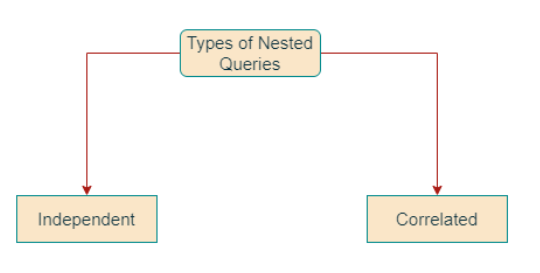 Types of Nested
Queries
Independent
Correlated